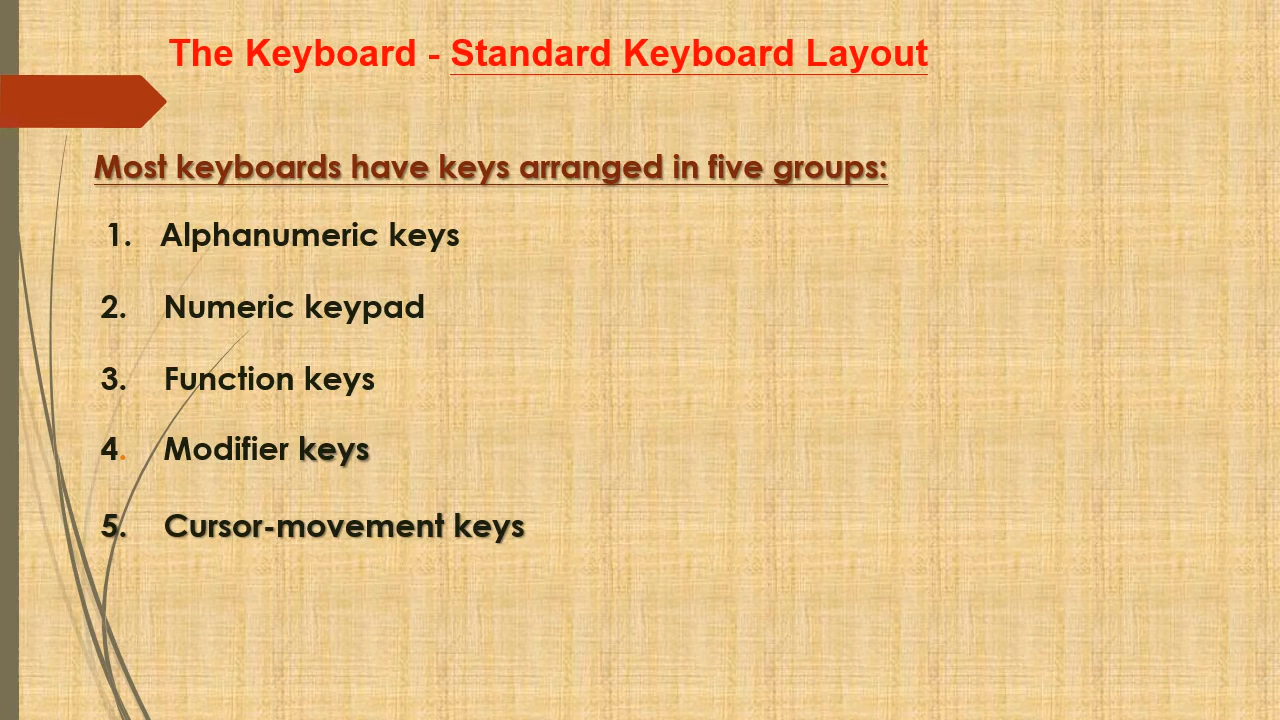 The Keyboard - Standard Keyboard Layout
Most keyboards have keys arranged in five groups:
1. Alphanumeric keys
2. Numeric keypad
3. Function keys
4. Modifier keys
5. Cursor-movement keys